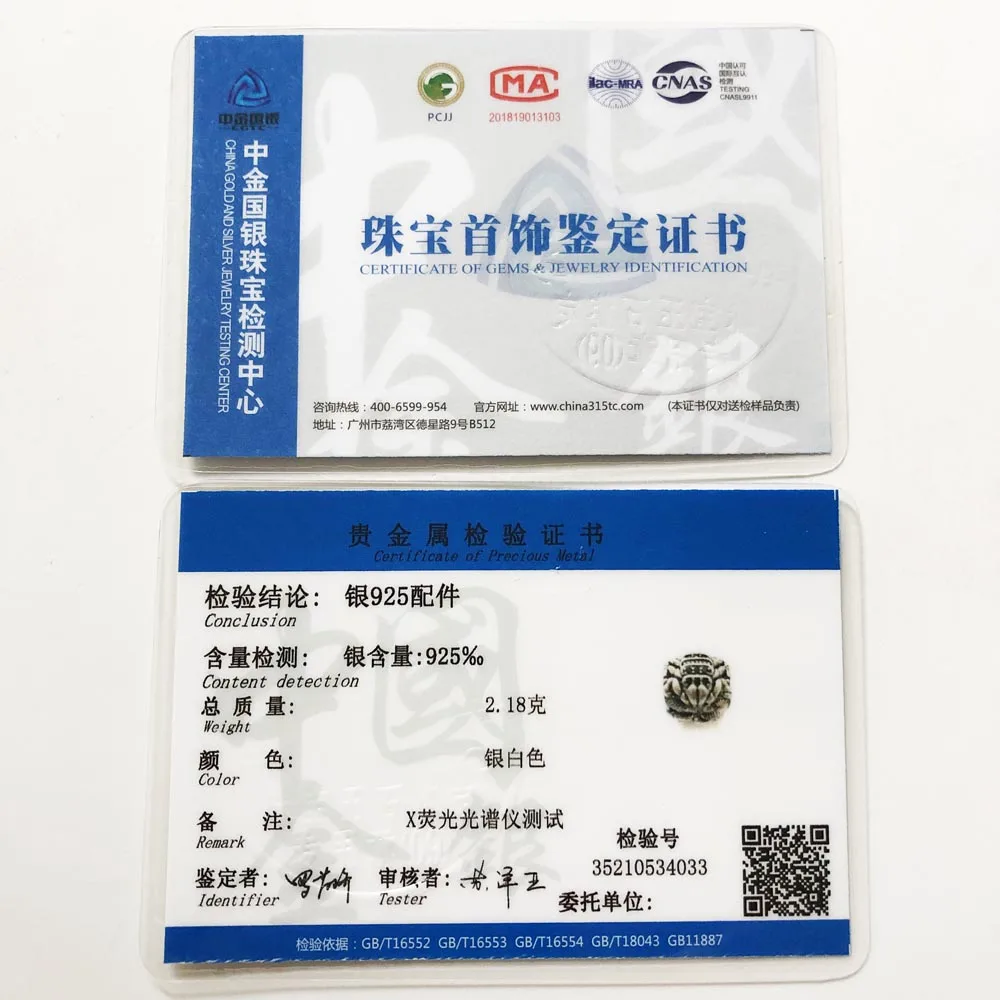 中金国银
CGTC
中金国银珠宝检测中心
CHINA GOLD AND SILVER JEWELRY TESTING CENTER
PCJJ
MA
201819013103
ilac-MRA
CNAS
中国认可
国际互认
检测
TESTING
CNASL9911
珠宝首饰鉴定证书
CERTIFICATE OF GEMS & JEWELRY IDENTIFICATION
咨询热线：400-6599-954 官方网址：www.china315tc.com (本证书仅对送检样品负责)
地址：广州市荔湾区德星路9号B512
贵金属检验证书
Certificate of Precious Metal
检验结论: 银925配件
Conclusion
含量检测: 银含量:925‰
Content detection
总质量: 2.18克
Weight
颜色: 银白色
Color
备注: X荧光光谱仪测试
Remark
检验号
35210534033
鉴定者: 审核者:
Identifier Tester
委托单位:
检验依据：GB/T16552 GB/T16553 GB/T16554 GB/T18043 GB11887